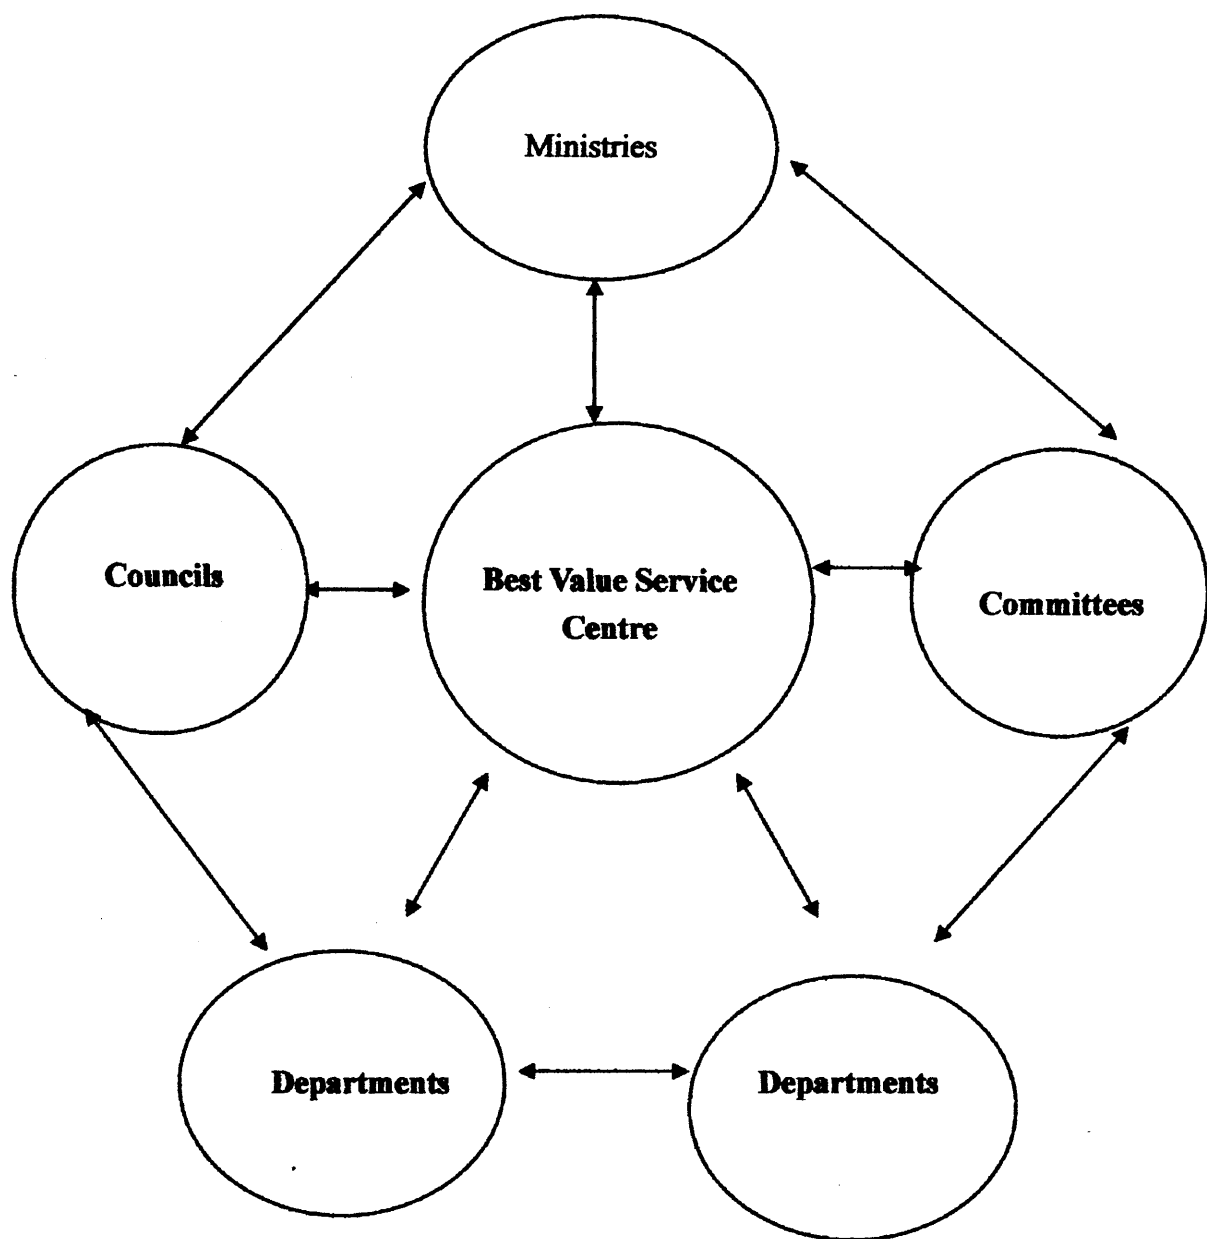 Ministries
Councils
Best Value Service
Centre
Committees
Departments
Departments